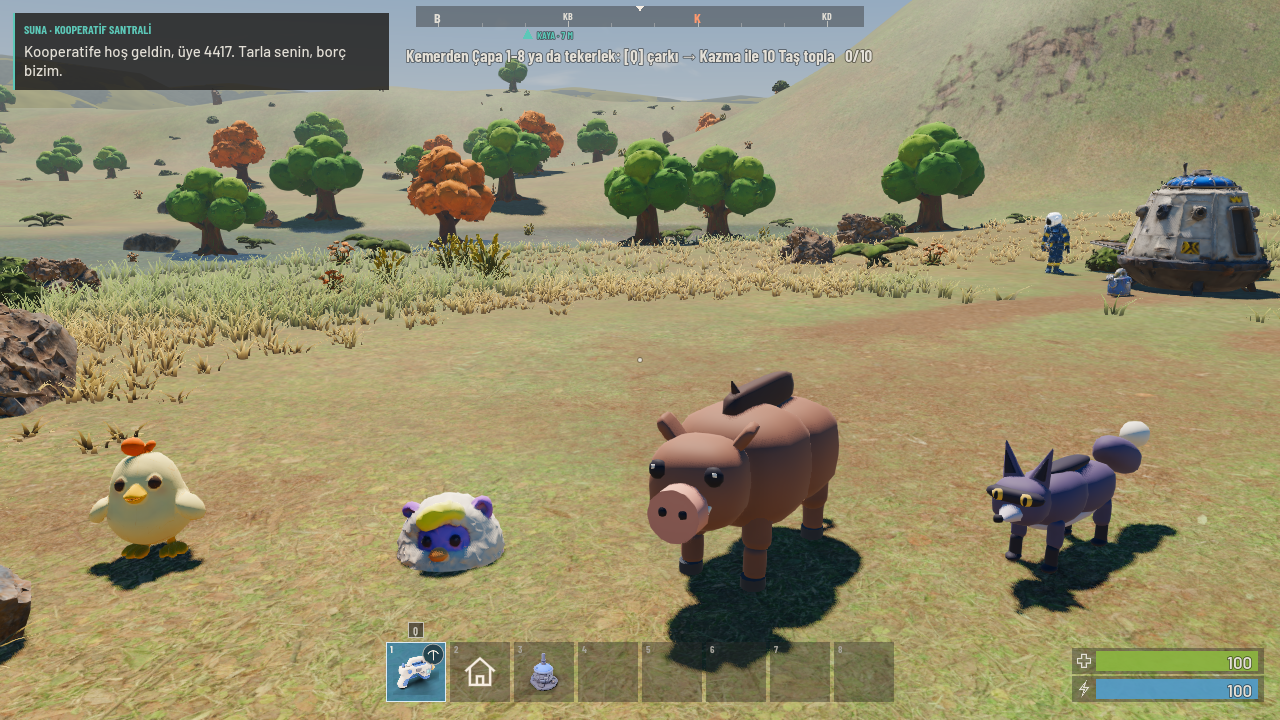 SUNA · KOOPERATİF SANTRALİ
Kooperatife hoş geldin, üye 4417. Tarla senin, borç
bizim.
B KB K KD
KAYA · 7 M
Kemerden Çapa 1-8 ya da tekerlek: [Q] çarkı → Kazma ile 10 Taş topla 0/10
Q
1 2 3 4 5 6 7 8
100
100